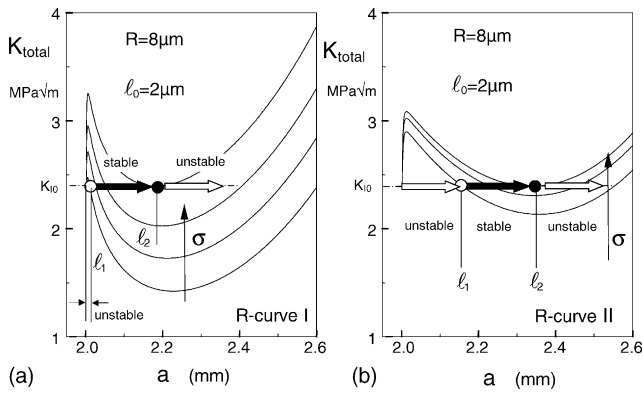 4
3
2
1
K_total
MPa√m
K_I0
R=8µm
ℓ₀=2µm
stable
unstable
ℓ₂
ℓ₁
σ
unstable
R-curve I
2.0
2.2
2.4
2.6
(a)
a (mm)
4
3
2
1
K_total
MPa√m
K_I0
R=8µm
ℓ₀=2µm
unstable
stable
unstable
σ
ℓ₁
ℓ₂
R-curve II
2.0
2.2
2.4
2.6
(b)
a (mm)